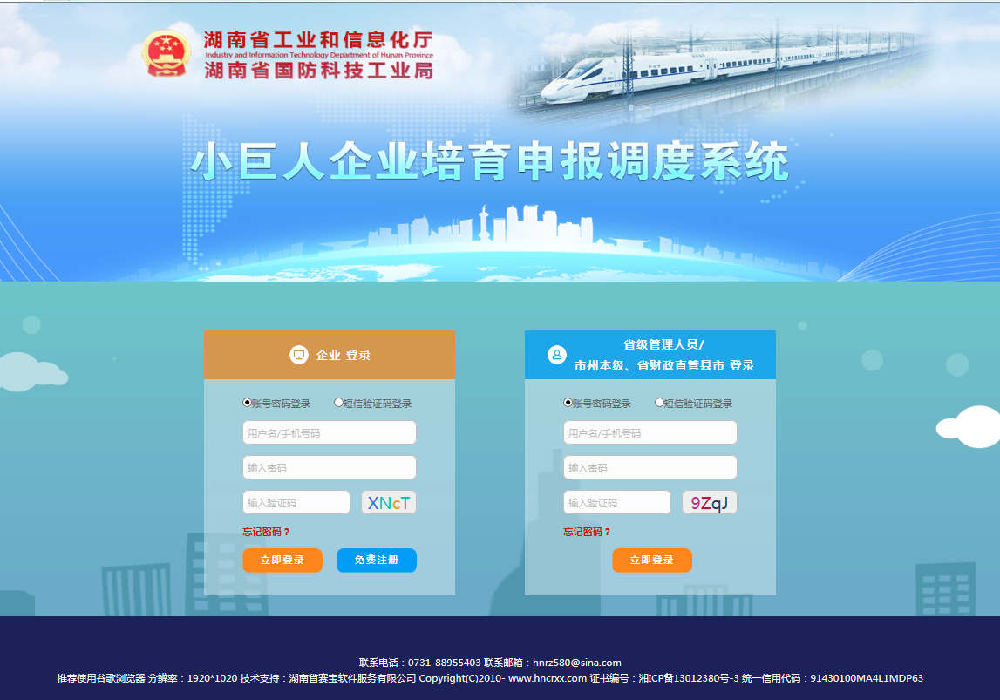 湖南省工业和信息化厅
Industry and Information Technology Department of Hunan Province
湖南省国防科技工业局
小巨人企业培育申报调度系统
企业 登录
账号密码登录 短信验证码登录
用户名/手机号码
输入密码
输入验证码 XNcT
忘记密码？
立即登录 免费注册
省级管理人员/
市州本级、省财政直管县市 登录
账号密码登录 短信验证码登录
用户名/手机号码
输入密码
输入验证码 9ZqJ
忘记密码？
立即登录
联系电话：0731-88955403 联系邮箱：hnrz580@sina.com
推荐使用谷歌浏览器 分辨率：1920*1020 技术支持：湖南省赛宝软件服务有限公司 Copyright(C)2010- www.hncrxx.com 证书编号：湘ICP备13012380号-3 统一信用代码：91430100MA4L1MDP63